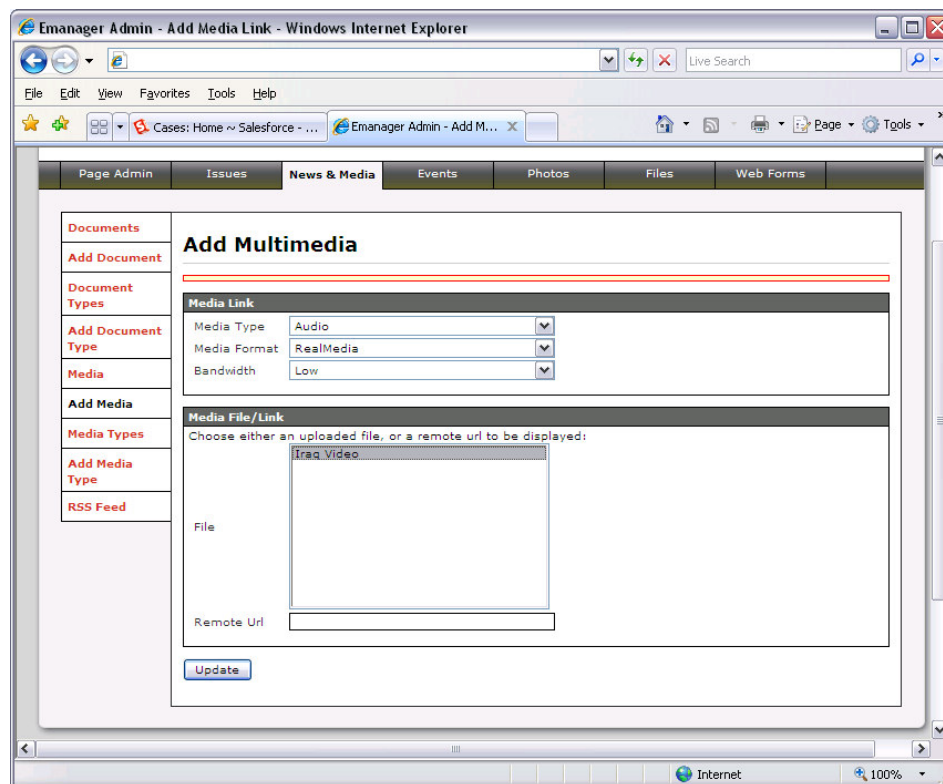 Emanager Admin - Add Media Link - Windows Internet Explorer
Live Search
File Edit View Favorites Tools Help
Cases: Home ~ Salesforce - ... Emanager Admin - Add M... X Page Tools
Page Admin Issues News & Media Events Photos Files Web Forms
Documents
Add Document
Document
Types
Add Document
Type
Media
Add Media
Media Types
Add Media
Type
RSS Feed
Add Multimedia
Media Link
Media Type Audio
Media Format RealMedia
Bandwidth Low
Media File/Link
Choose either an uploaded file, or a remote url to be displayed:
Iraq Video
File
Remote Url
Update
Internet 100%